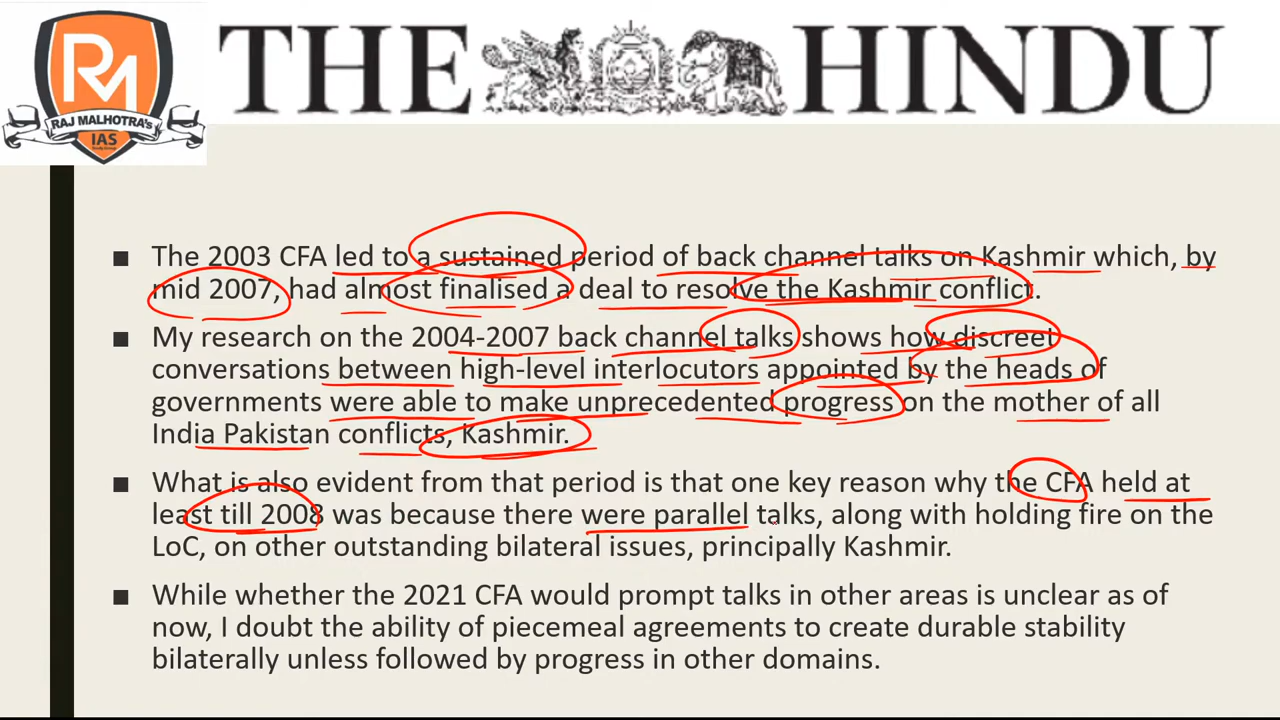 RM
RAJ MALHOTRA's
IAS
THE HINDU
■ The 2003 CFA led to a sustained period of back channel talks on Kashmir which, by
mid 2007, had almost finalised a deal to resolve the Kashmir conflict.
■ My research on the 2004-2007 back channel talks shows how discreet
conversations between high-level interlocutors appointed by the heads of
governments were able to make unprecedented progress on the mother of all
India Pakistan conflicts, Kashmir.
■ What is also evident from that period is that one key reason why the CFA held at
least till 2008 was because there were parallel talks, along with holding fire on the
LoC, on other outstanding bilateral issues, principally Kashmir.
■ While whether the 2021 CFA would prompt talks in other areas is unclear as of
now, I doubt the ability of piecemeal agreements to create durable stability
bilaterally unless followed by progress in other domains.